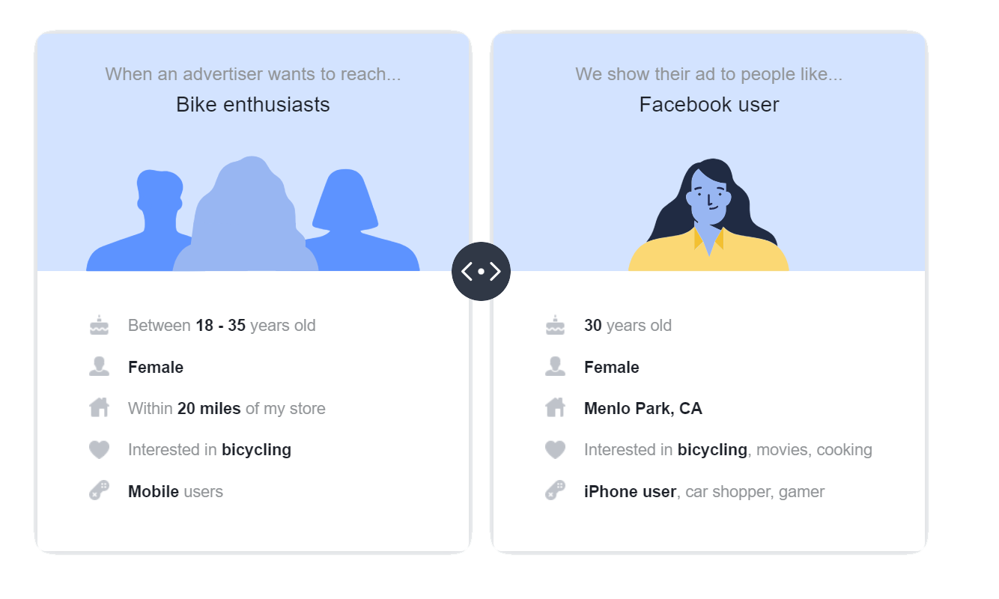 When an advertiser wants to reach...
Bike enthusiasts
Between 18 - 35 years old
Female
Within 20 miles of my store
Interested in bicycling
Mobile users
We show their ad to people like...
Facebook user
30 years old
Female
Menlo Park, CA
Interested in bicycling, movies, cooking
iPhone user, car shopper, gamer